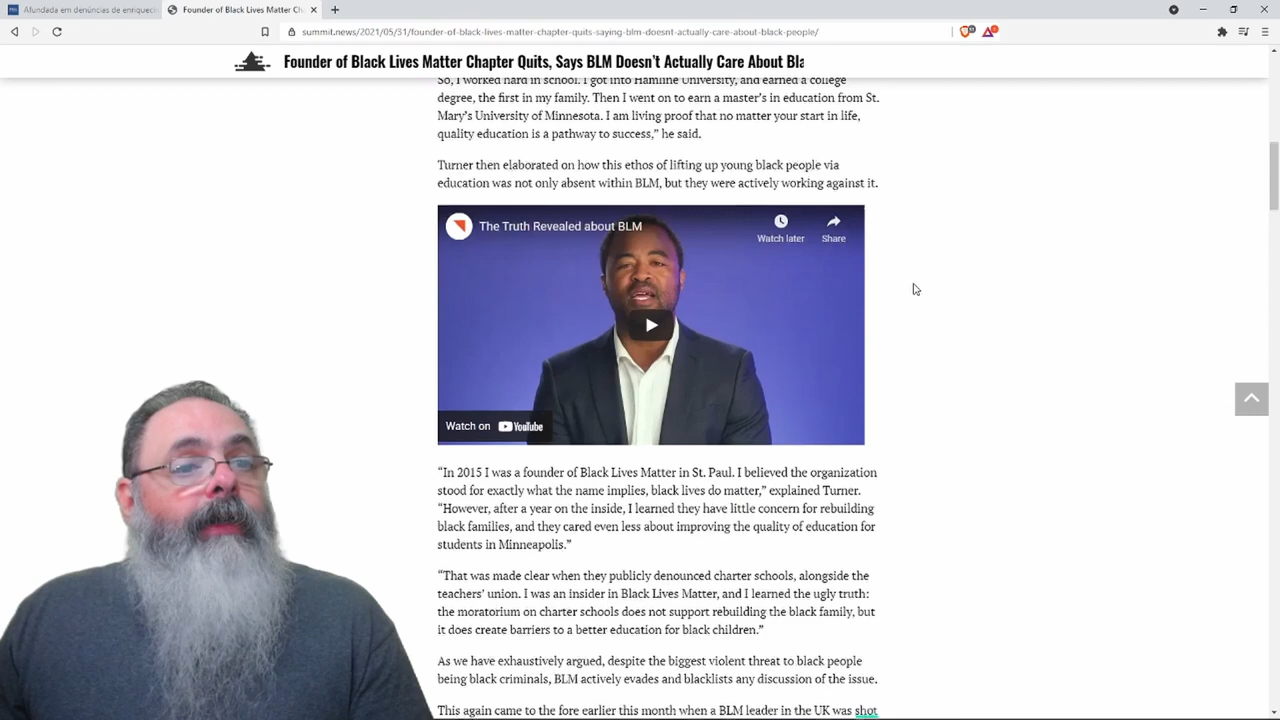 Afundada em denúncias de enriqueci
Founder of Black Lives Matter Ch
summit.news/2021/05/31/founder-of-black-lives-matter-chapter-quits-saying-blm-doesnt-actually-care-about-black-people/
Founder of Black Lives Matter Chapter Quits, Says BLM Doesn't Actually Care About Bla
So, I worked hard in school. I got into Hamline University, and earned a college
degree, the first in my family. Then I went on to earn a master's in education from St.
Mary's University of Minnesota. I am living proof that no matter your start in life,
quality education is a pathway to success,” he said.
Turner then elaborated on how this ethos of lifting up young black people via
education was not only absent within BLM, but they were actively working against it.
The Truth Revealed about BLM
Watch later
Share
Watch on YouTube
“In 2015 I was a founder of Black Lives Matter in St. Paul. I believed the organization
stood for exactly what the name implies, black lives do matter,” explained Turner.
“However, after a year on the inside, I learned they have little concern for rebuilding
black families, and they cared even less about improving the quality of education for
students in Minneapolis.”
“That was made clear when they publicly denounced charter schools, alongside the
teachers' union. I was an insider in Black Lives Matter, and I learned the ugly truth:
the moratorium on charter schools does not support rebuilding the black family, but
it does create barriers to a better education for black children.”
As we have exhaustively argued, despite the biggest violent threat to black people
being black criminals, BLM actively evades and blacklists any discussion of the issue.
This again came to the fore earlier this month when a BLM leader in the UK was shot